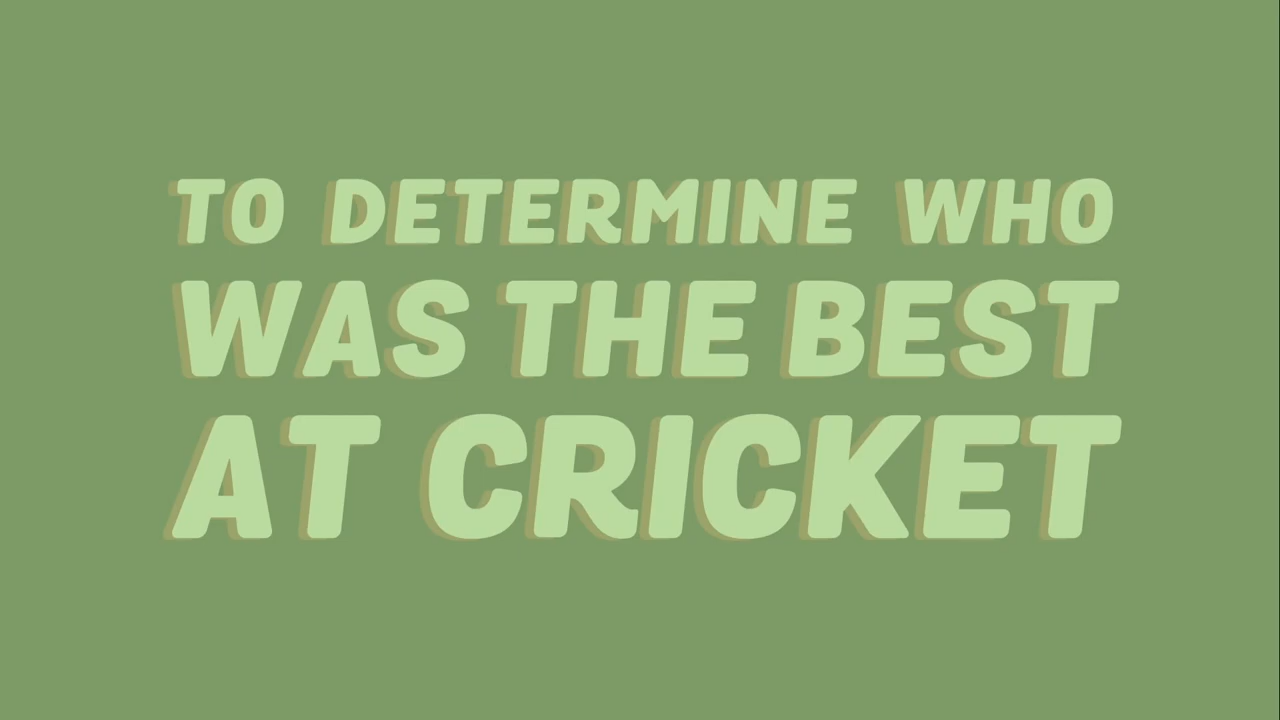 TO DETERMINE WHO
WAS THE BEST
AT CRICKET